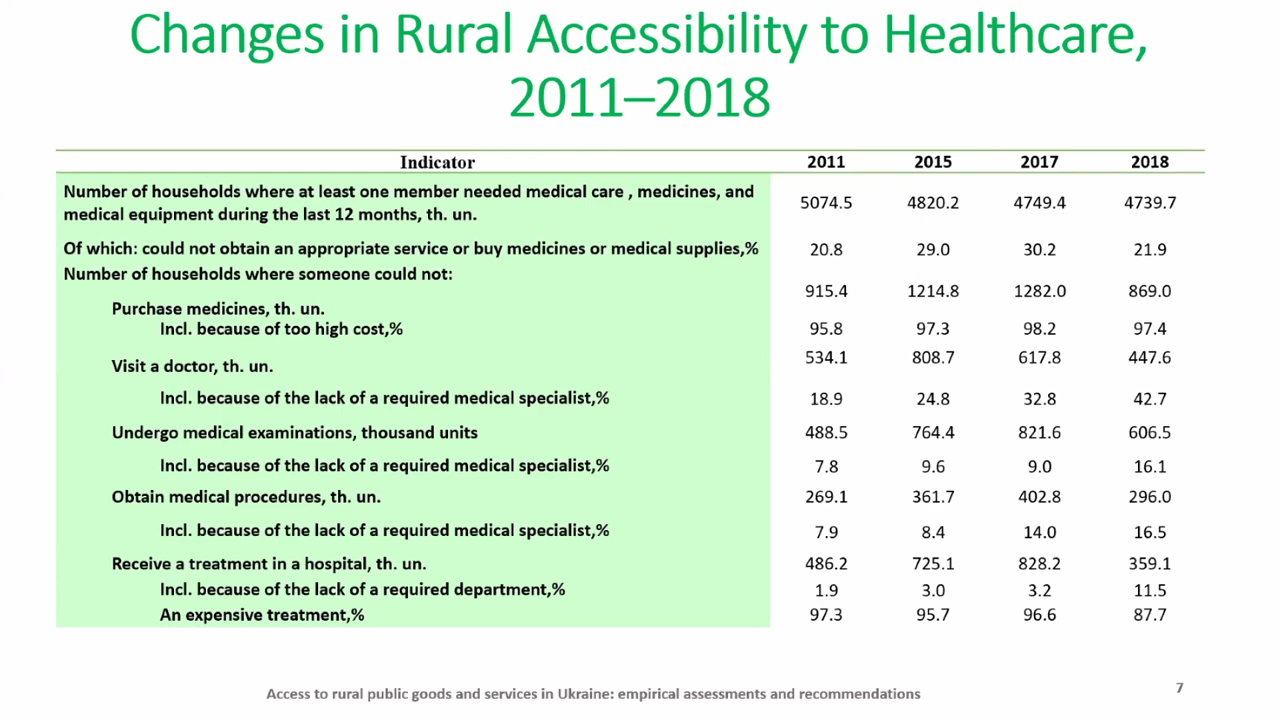 Changes in Rural Accessibility to Healthcare,
2011–2018
Indicator 2011 2015 2017 2018
Number of households where at least one member needed medical care , medicines, and
medical equipment during the last 12 months, th. un. 5074.5 4820.2 4749.4 4739.7
Of which: could not obtain an appropriate service or buy medicines or medical supplies,% 20.8 29.0 30.2 21.9
Number of households where someone could not:
Purchase medicines, th. un. 915.4 1214.8 1282.0 869.0
Incl. because of too high cost,% 95.8 97.3 98.2 97.4
Visit a doctor, th. un. 534.1 808.7 617.8 447.6
Incl. because of the lack of a required medical specialist,% 18.9 24.8 32.8 42.7
Undergo medical examinations, thousand units 488.5 764.4 821.6 606.5
Incl. because of the lack of a required medical specialist,% 7.8 9.6 9.0 16.1
Obtain medical procedures, th. un. 269.1 361.7 402.8 296.0
Incl. because of the lack of a required medical specialist,% 7.9 8.4 14.0 16.5
Receive a treatment in a hospital, th. un. 486.2 725.1 828.2 359.1
Incl. because of the lack of a required department,% 1.9 3.0 3.2 11.5
An expensive treatment,% 97.3 95.7 96.6 87.7
Access to rural public goods and services in Ukraine: empirical assessments and recommendations
7